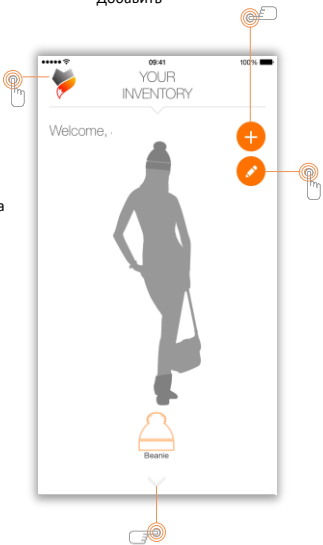 Добавить
09:41
100%
YOUR
INVENTORY
Welcome, .
а
Beanie